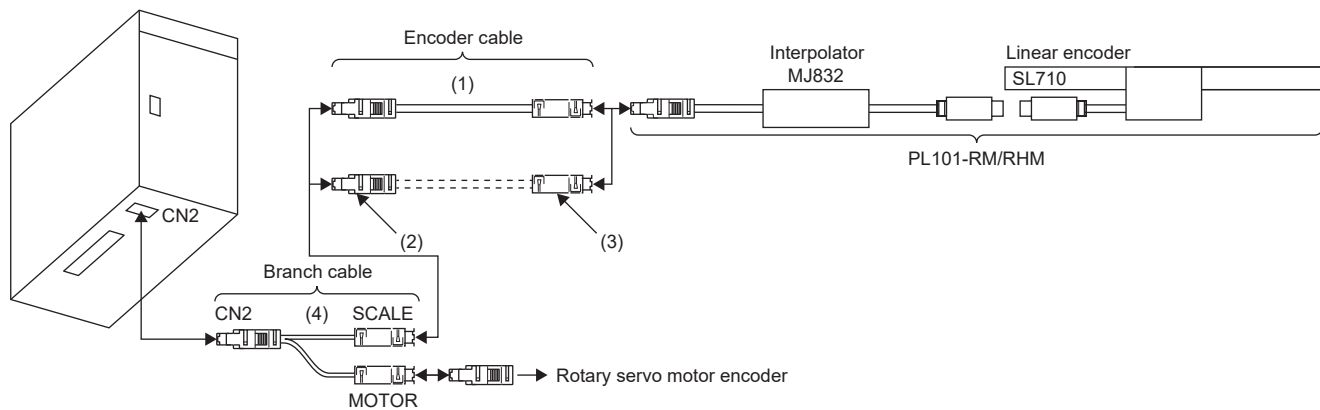 Encoder cable
(1)
Interpolator
MJ832
Linear encoder
SL710
PL101-RM/RHM
CN2
(2)
(3)
Branch cable
CN2
(4)
SCALE
Rotary servo motor encoder
MOTOR